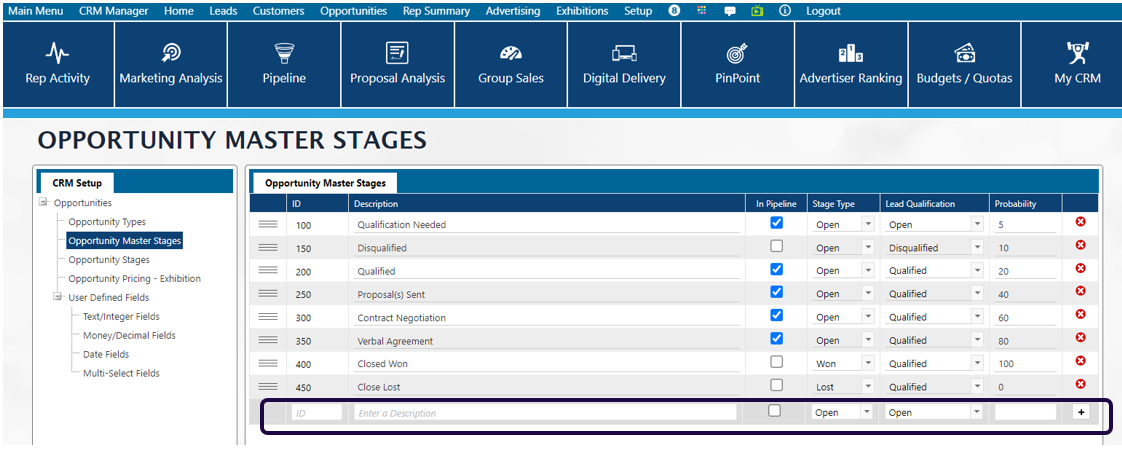 Main Menu CRM Manager Home Leads Customers Opportunities Rep Summary Advertising Exhibitions Setup 8 Logout
Rep Activity Marketing Analysis Pipeline Proposal Analysis Group Sales Digital Delivery PinPoint Advertiser Ranking Budgets / Quotas My CRM
OPPORTUNITY MASTER STAGES
CRM Setup
Opportunities
Opportunity Types
Opportunity Master Stages
Opportunity Stages
Opportunity Pricing - Exhibition
User Defined Fields
Text/Integer Fields
Money/Decimal Fields
Date Fields
Multi-Select Fields
Opportunity Master Stages
ID Description In Pipeline Stage Type Lead Qualification Probability
100 Qualification Needed Open Open 5
150 Disqualified Open Disqualified 10
200 Qualified Open Qualified 20
250 Proposal(s) Sent Open Qualified 40
300 Contract Negotiation Open Qualified 60
350 Verbal Agreement Open Qualified 80
400 Closed Won Won Qualified 100
450 Close Lost Lost Qualified 0
ID Enter a Description Open Open +